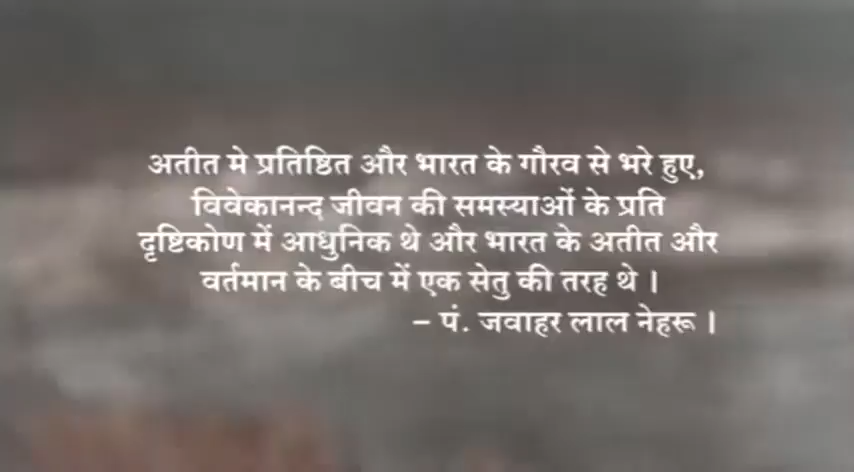 अतीत मे प्रतिष्ठित और भारत के गौरव से भरे हुए,
विवेकानन्द जीवन की समस्याओं के प्रति
दृष्टिकोण में आधुनिक थे और भारत के अतीत और
वर्तमान के बीच में एक सेतु की तरह थे ।
– पं. जवाहर लाल नेहरू ।